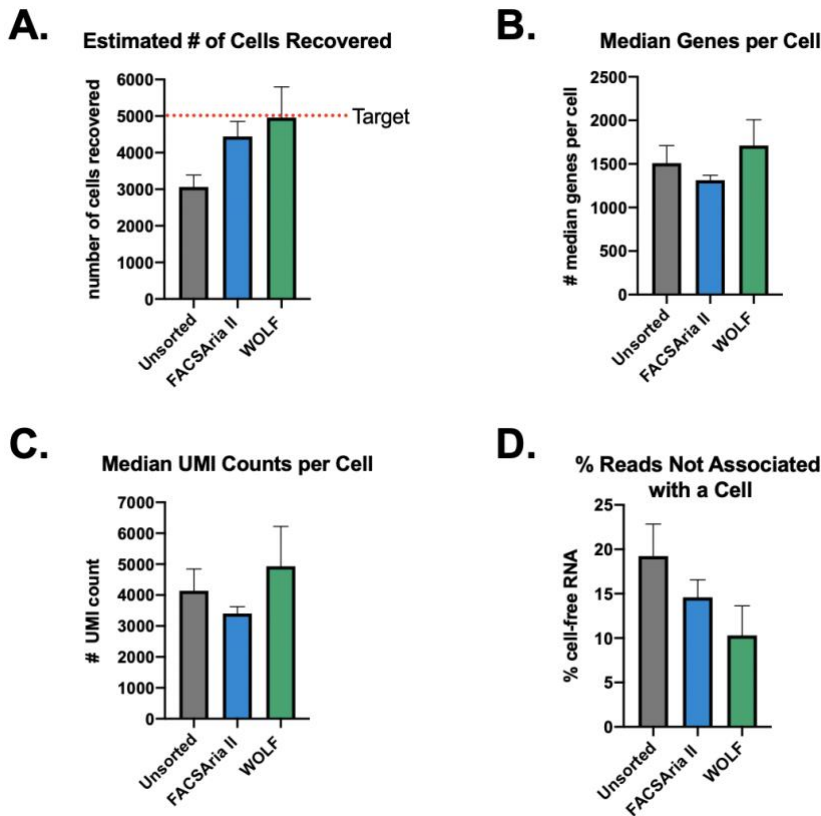 A.
Estimated # of Cells Recovered
number of cells recovered
6000
5000
4000
3000
2000
1000
0
Target
Unsorted
FACSAria II
WOLF
B.
Median Genes per Cell
# median genes per cell
2500
2000
1500
1000
500
0
Unsorted
FACSAria II
WOLF
C.
Median UMI Counts per Cell
# UMI count
7000
6000
5000
4000
3000
2000
1000
0
Unsorted
FACSAria II
WOLF
D.
% Reads Not Associated
with a Cell
% cell-free RNA
25
20
15
10
5
0
Unsorted
FACSAria II
WOLF